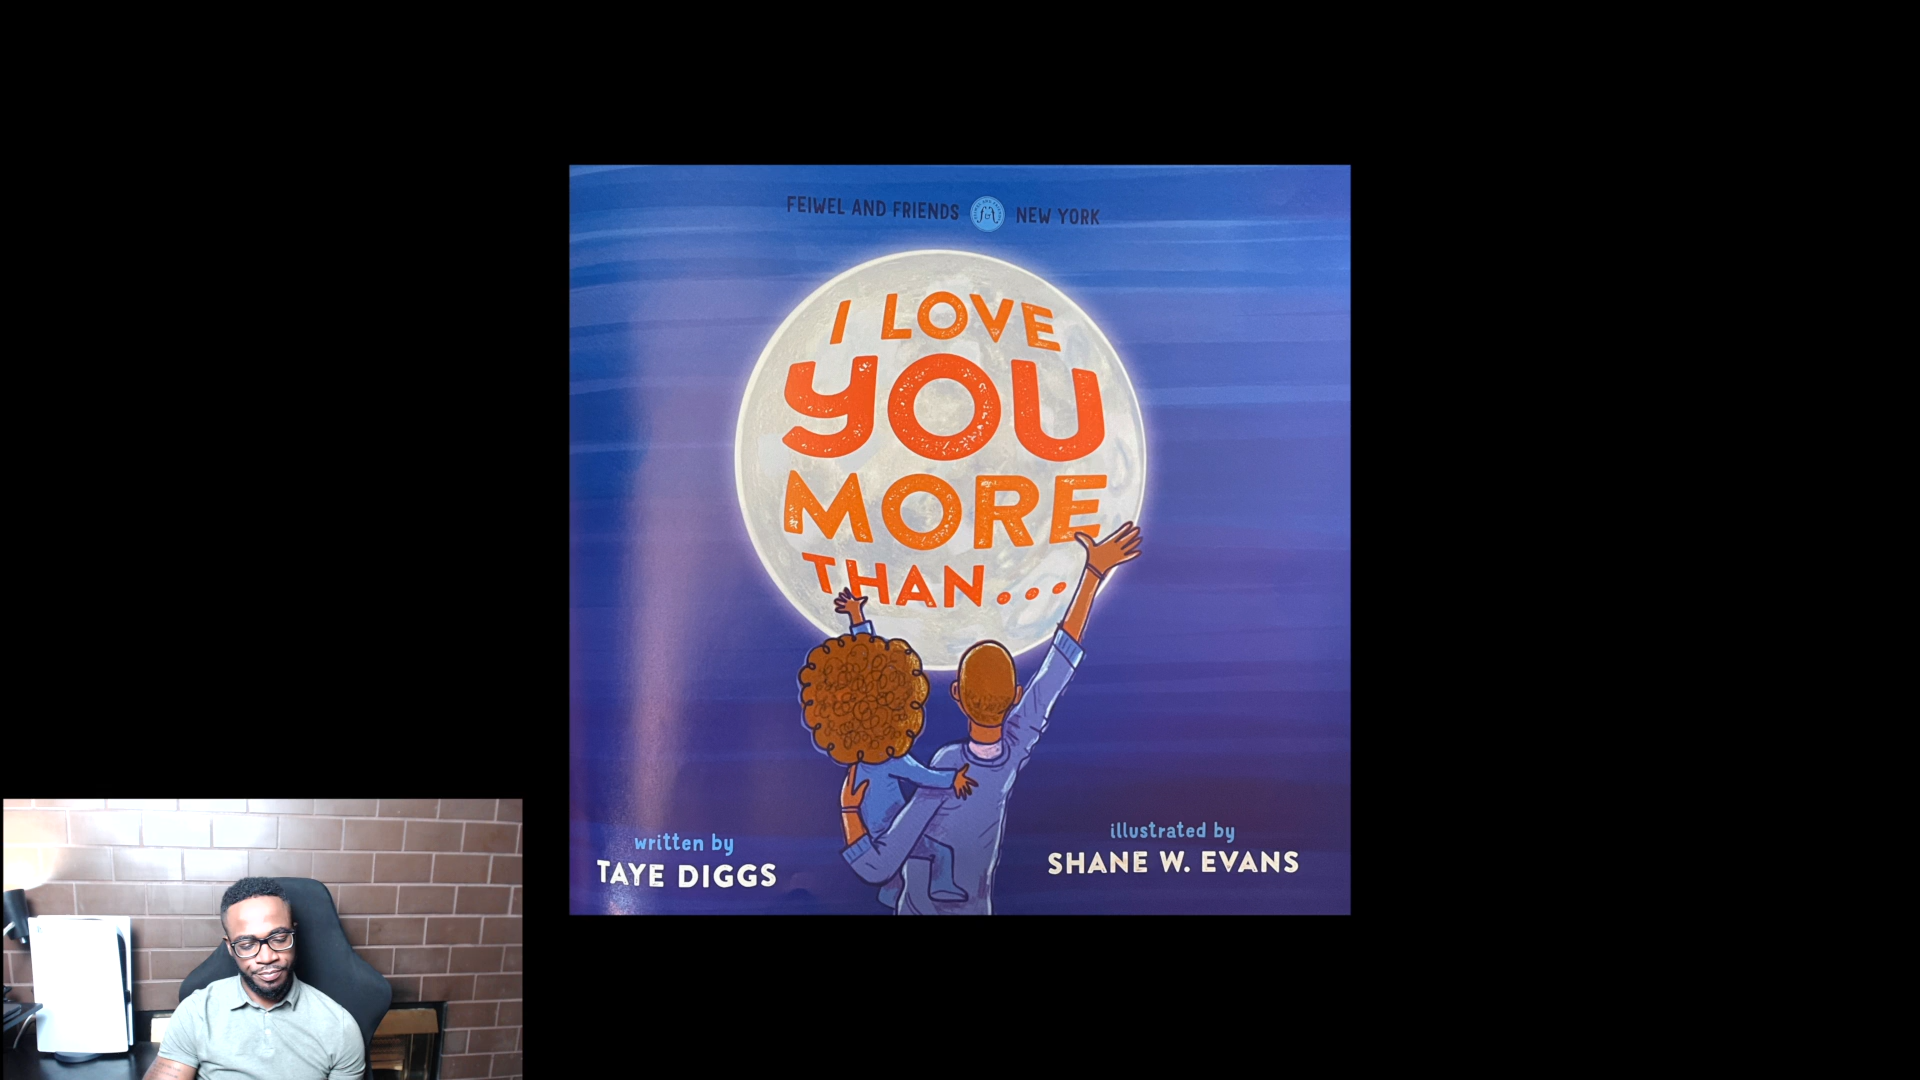 FEIWEL AND FRIENDS NEW YORK
I LOVE
YOU
MORE
THAN...
written by
TAYE DIGGS
illustrated by
SHANE W. EVANS